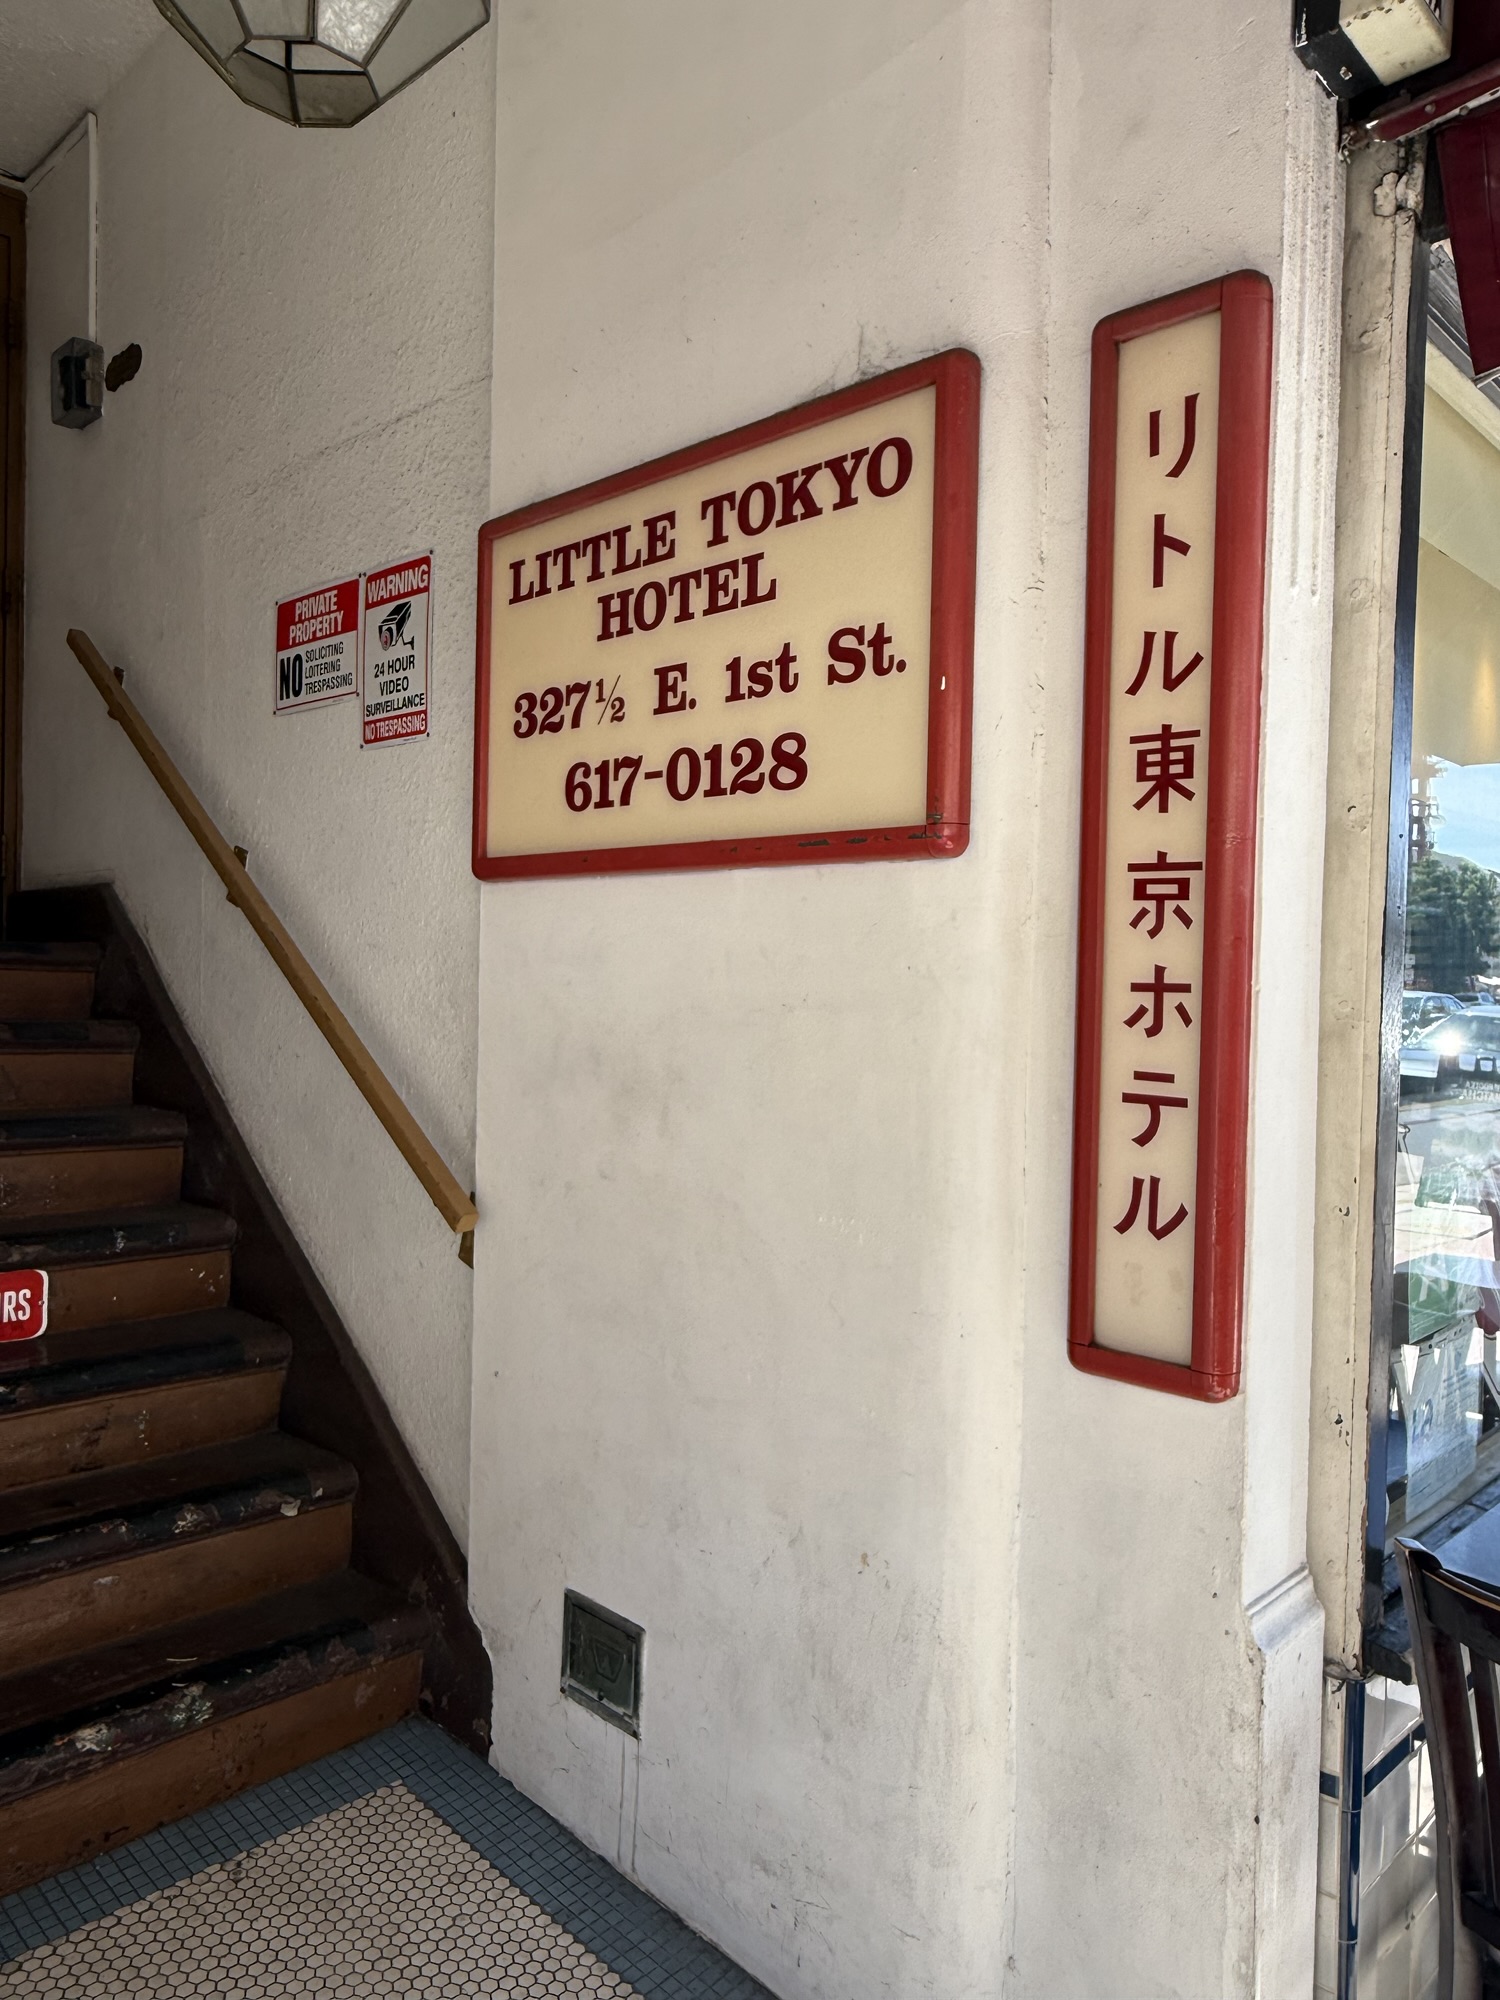 PRIVATE
PROPERTY
NO
SOLICITING
LOITERING
TRESPASSING
WARNING
24 HOUR
VIDEO
SURVEILLANCE
NO TRESPASSING
LITTLE TOKYO
HOTEL
327½ E. 1st St.
617-0128
リトル東京ホテル